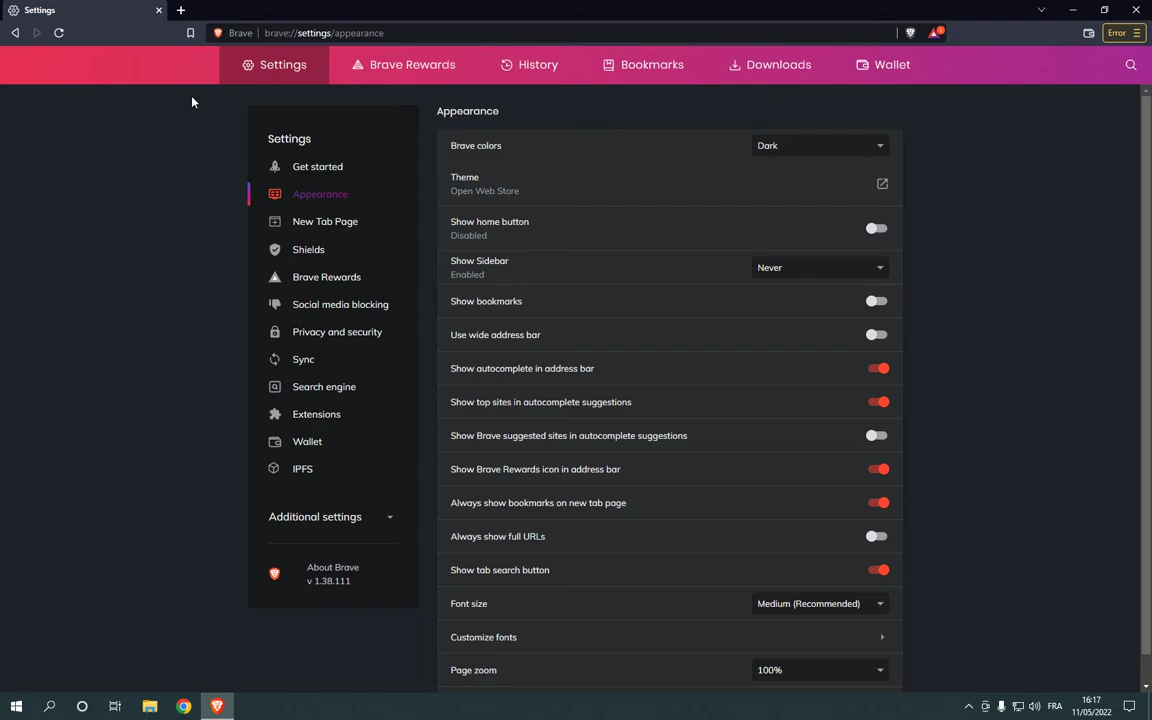 Settings
Brave
brave://settings/appearance
1
Error
Settings
Brave Rewards
History
Bookmarks
Downloads
Wallet
Settings
Get started
Appearance
New Tab Page
Shields
Brave Rewards
Social media blocking
Privacy and security
Sync
Search engine
Extensions
Wallet
IPFS
Additional settings
About Brave
v 1.38.111
Appearance
Brave colors
Dark
Theme
Open Web Store
Show home button
Disabled
Show Sidebar
Enabled
Never
Show bookmarks
Use wide address bar
Show autocomplete in address bar
Show top sites in autocomplete suggestions
Show Brave suggested sites in autocomplete suggestions
Show Brave Rewards icon in address bar
Always show bookmarks on new tab page
Always show full URLs
Show tab search button
Font size
Medium (Recommended)
Customize fonts
Page zoom
100%
FRA
16:17
11/05/2022